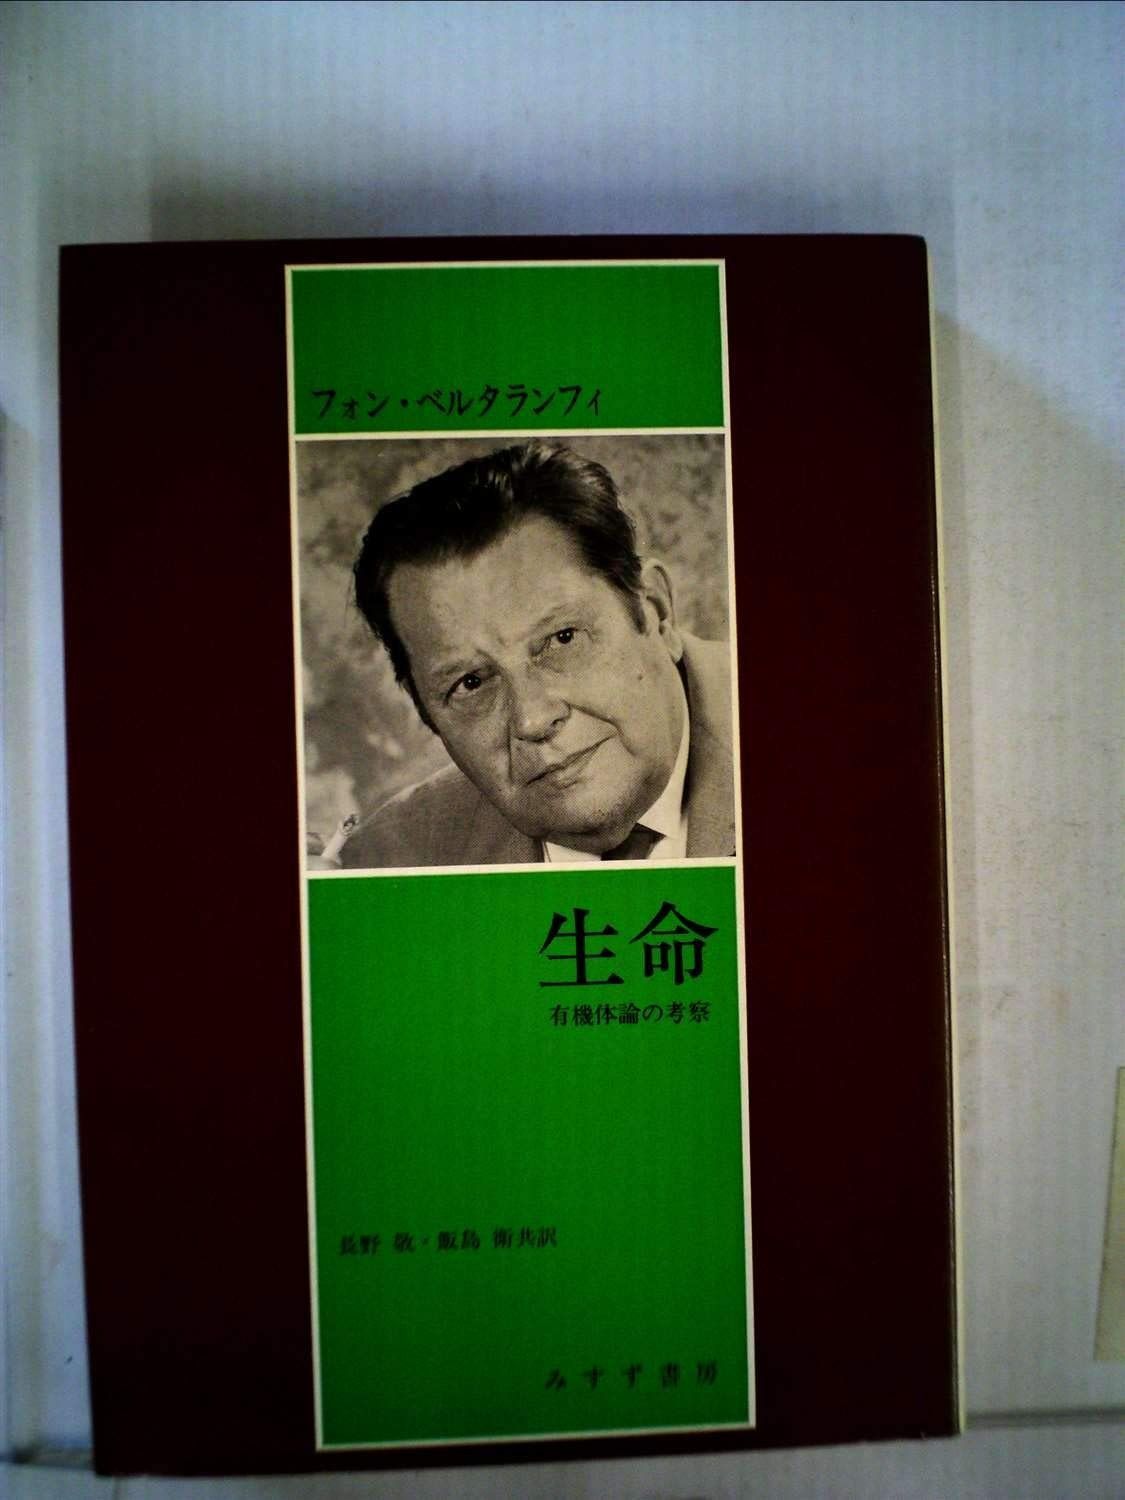 フォン・ベルタランフィ
生命
有機体論の考察
長野 敬・飯島 衛共訳
みすず書房